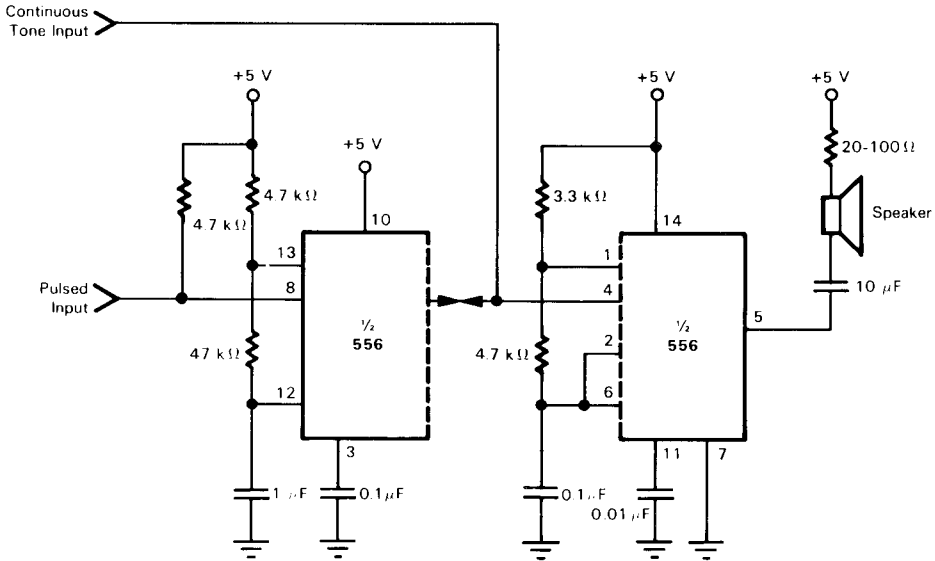 Continuous
Tone Input
+5 V
+5 V
+5 V
+5 V
20-100Ω
Speaker
4.7 kΩ
4.7 kΩ
3.3 kΩ
10
14
13
1
Pulsed
Input
8
4
10 μF
½
556
½
556
5
47 kΩ
4.7 kΩ
2
12
6
3
11
7
1 μF
0.1μF
0.1μF
0.01μF